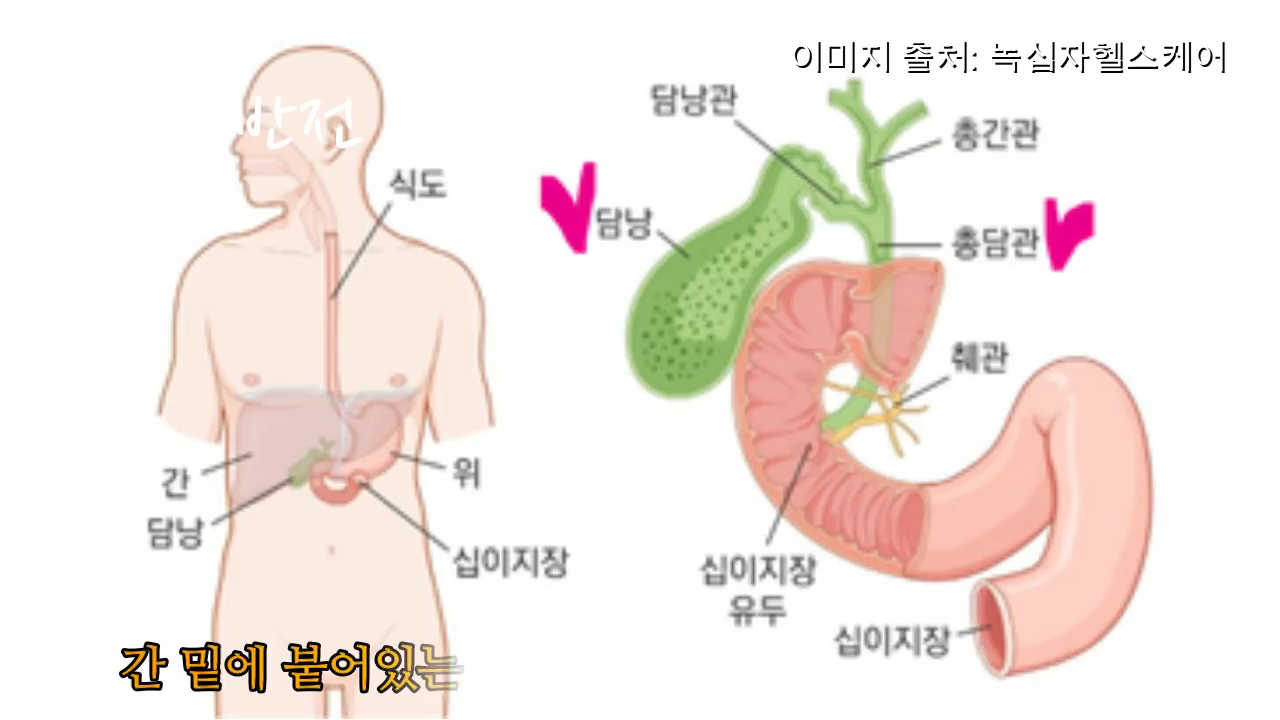 이미지 출처: 녹십자헬스케어
반전
식도
간
담낭
위
십이지장
담낭관
총간관
담낭
총담관
췌관
십이지장
유두
십이지장
간 밑에 붙어있는